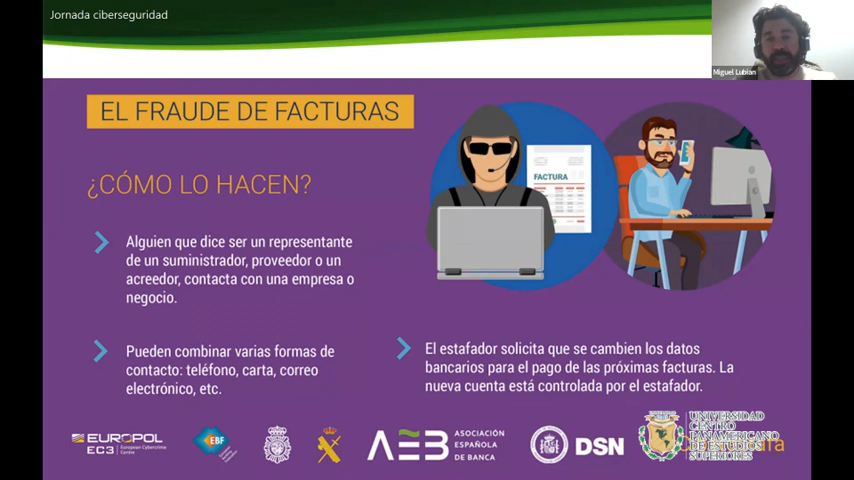 Jornada ciberseguridad
Miguel Lubian
EL FRAUDE DE FACTURAS
¿CÓMO LO HACEN?
FACTURA
Alguien que dice ser un representante
de un suministrador, proveedor o un
acreedor, contacta con una empresa o
negocio.
Pueden combinar varias formas de
contacto: teléfono, carta, correo
electrónico, etc.
El estafador solicita que se cambien los datos
bancarios para el pago de las próximas facturas. La
nueva cuenta está controlada por el estafador.
EUROPOL
EC3
European Cybercrime
Centre
EBF
AEB
ASOCIACIÓN
ESPAÑOLA
DE BANCA
DSN
UNIVERSIDAD
CENTRO
PANAMERICANO
DE ESTUDIOS
SUPERIORES